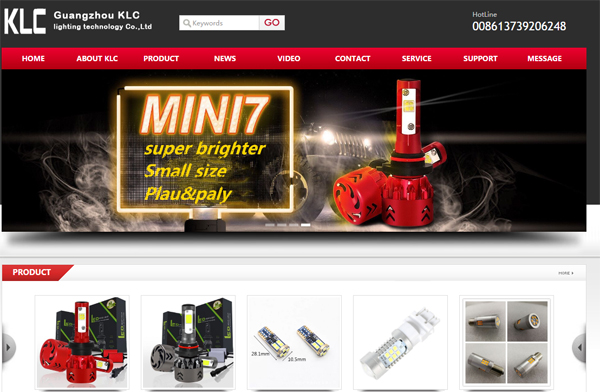 KLC
Guangzhou KLC
lighting technology Co.,Ltd
Keywords
GO
HotLine
008613739206248
HOME ABOUT KLC PRODUCT NEWS VIDEO CONTACT SERVICE SUPPORT MESSAGE
MINI7
super brighter
Small size
Plau&paly
PRODUCT
28.1mm
10.5mm